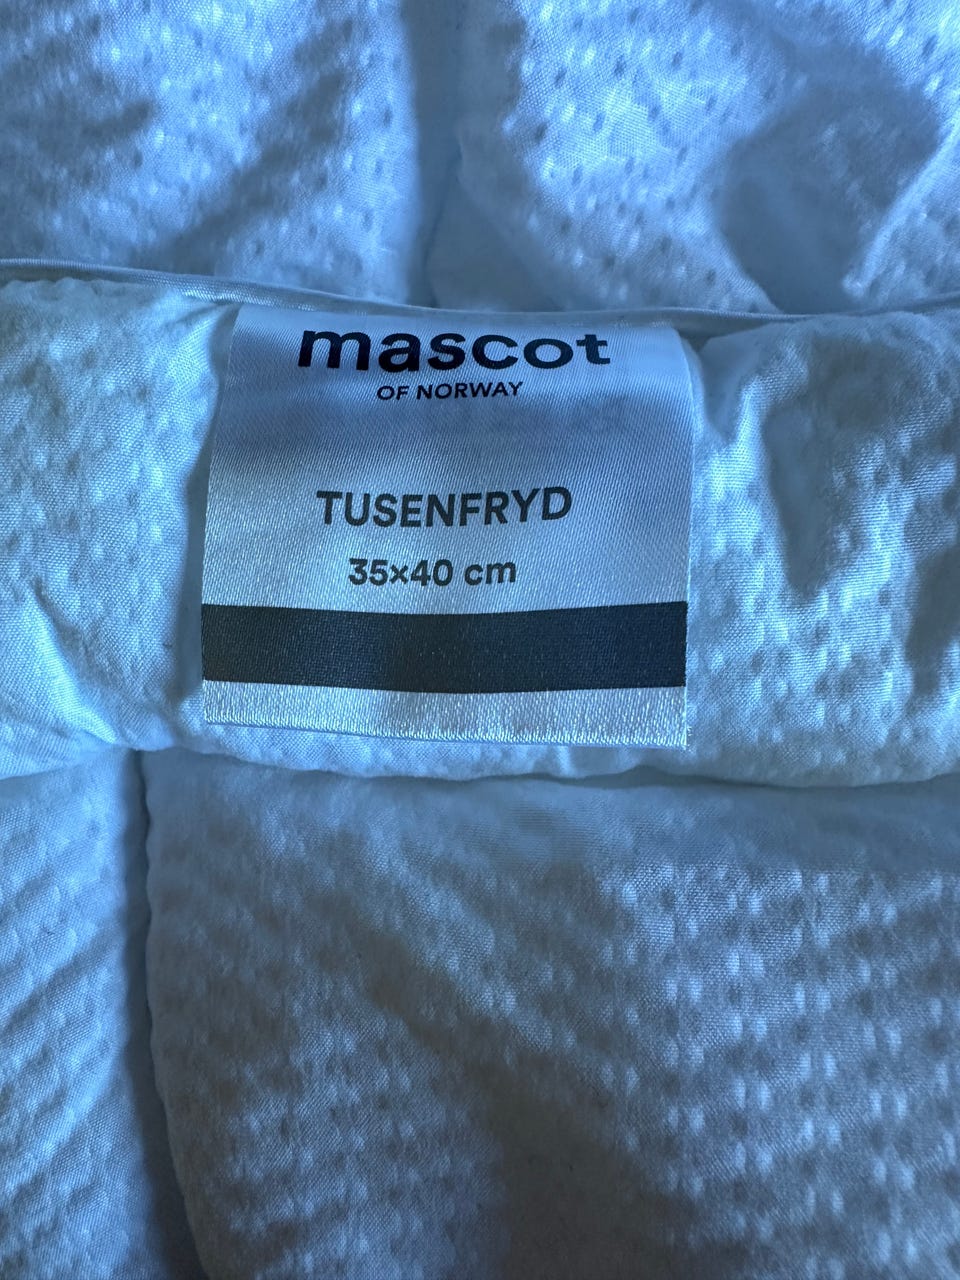 mascot
OF NORWAY
TUSENFRYD
35×40 cm